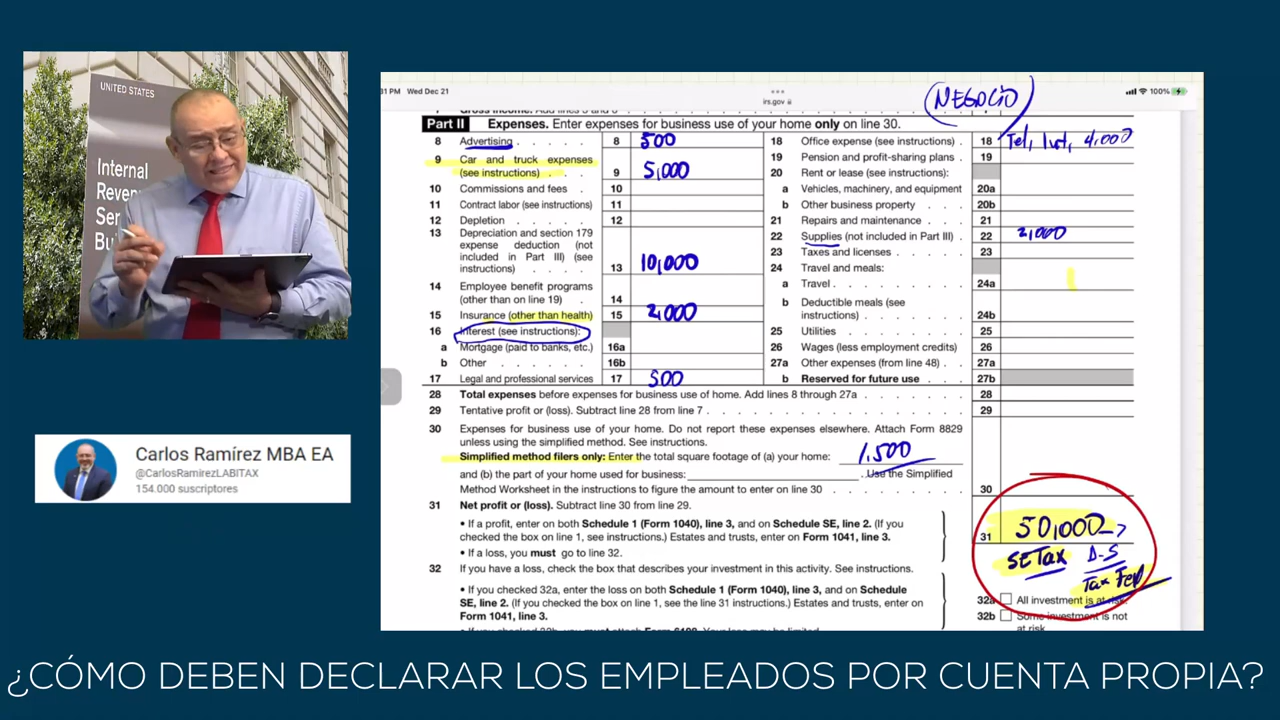 UNITED STATES
Internal
Reven
Ser
Bu
Carlos Ramírez MBA EA
@CarlosRamirezLABITAX
154.000 suscriptores
Wed Dec 21
irs.gov
100%
NEGOCIO
Part II Expenses. Enter expenses for business use of your home only on line 30.
8 Advertising . . . . . 8 500
9 Car and truck expenses
(see instructions) . . . 9 5,000
10 Commissions and fees . 10
11 Contract labor (see instructions) 11
12 Depletion . . . . . 12
13 Depreciation and section 179
expense deduction (not
included in Part III) (see
instructions) . . . . 13 10,000
14 Employee benefit programs
(other than on line 19) . 14
15 Insurance (other than health) 15 2,000
16 Interest (see instructions):
a Mortgage (paid to banks, etc.) 16a
b Other . . . . . . 16b
17 Legal and professional services 17 500
18 Office expense (see instructions) . 18 Tel, Int, 4,000
19 Pension and profit-sharing plans . 19
20 Rent or lease (see instructions):
a Vehicles, machinery, and equipment 20a
b Other business property . . . 20b
21 Repairs and maintenance . . . 21
22 Supplies (not included in Part III) . 22 2,000
23 Taxes and licenses . . . . . 23
24 Travel and meals:
a Travel . . . . . . . . . 24a
b Deductible meals (see
instructions) . . . . . . . 24b
25 Utilities . . . . . . . . 25
26 Wages (less employment credits) 26
27a Other expenses (from line 48) . . 27a
b Reserved for future use . . . 27b
28 Total expenses before expenses for business use of home. Add lines 8 through 27a . . . . . . . 28
29 Tentative profit or (loss). Subtract line 28 from line 7 . . . . . . . . . . . . . . . 29
30 Expenses for business use of your home. Do not report these expenses elsewhere. Attach Form 8829
unless using the simplified method. See instructions.
Simplified method filers only: Enter the total square footage of (a) your home: 1,500
and (b) the part of your home used for business: . Use the Simplified
Method Worksheet in the instructions to figure the amount to enter on line 30 . . . . . . . . . 30
31 Net profit or (loss). Subtract line 30 from line 29.
• If a profit, enter on both Schedule 1 (Form 1040), line 3, and on Schedule SE, line 2. (If you
checked the box on line 1, see instructions.) Estates and trusts, enter on Form 1041, line 3. 31 50,000
• If a loss, you must go to line 32.
SE Tax
Tax Fed
32 If you have a loss, check the box that describes your investment in this activity. See instructions.
• If you checked 32a, enter the loss on both Schedule 1 (Form 1040), line 3, and on Schedule
SE, line 2. (If you checked the box on line 1, see the line 31 instructions.) Estates and trusts, enter on
Form 1041, line 3.
32a All investment is at risk.
32b Some investment is not
at risk.
¿CÓMO DEBEN DECLARAR LOS EMPLEADOS POR CUENTA PROPIA?